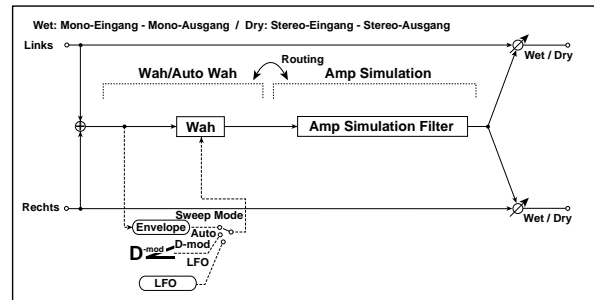 Wet: Mono-Eingang - Mono-Ausgang / Dry: Stereo-Eingang - Stereo-Ausgang
Links
Wet / Dry
Routing
Wah/Auto Wah
Amp Simulation
Wah
Amp Simulation Filter
Rechts
Wet / Dry
Sweep Mode
Envelope
Auto
D-mod
D-mod
LFO
LFO